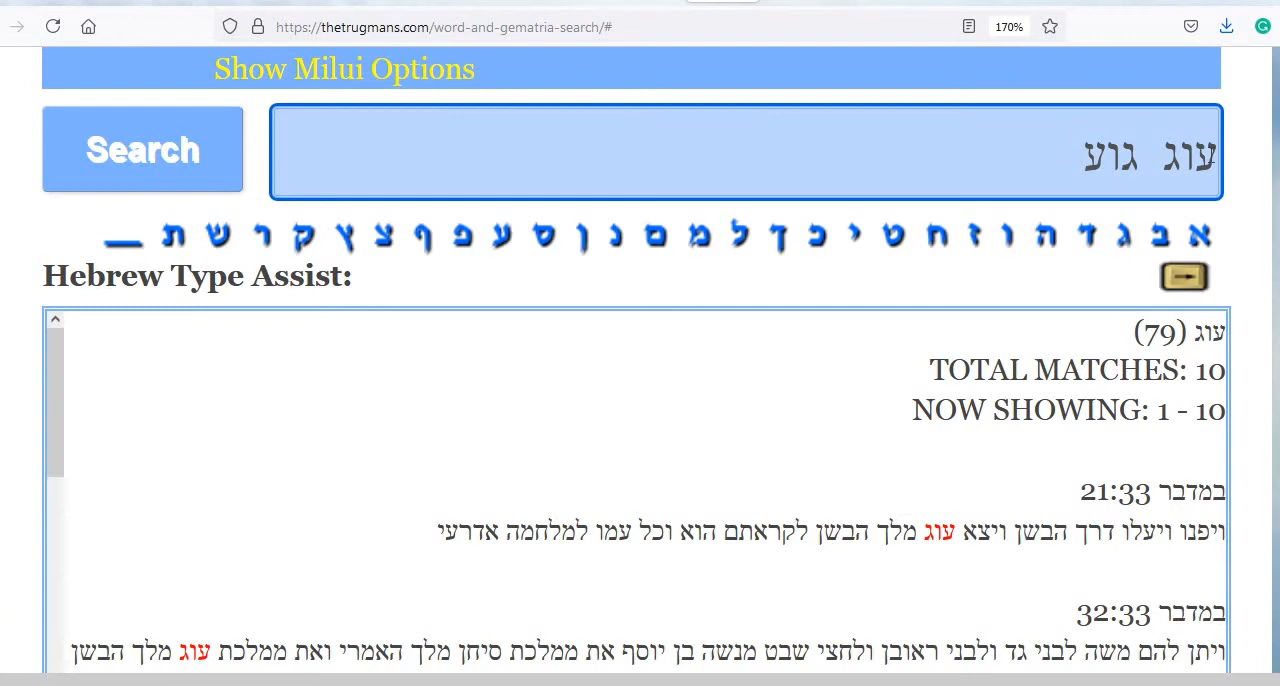 https://thetrugmans.com/word-and-gematria-search/#
170%
Show Milui Options
Search
עוג גוע
א ב ג ד ה ו ז ח ט י כ ך ל מ ם נ ן ס ע פ ף צ ץ ק ר ש ת
Hebrew Type Assist:
עוג (79)
TOTAL MATCHES: 10
NOW SHOWING: 1 - 10
במדבר 21:33
ויפנו ויעלו דרך הבשן ויצא עוג מלך הבשן לקראתם הוא וכל עמו למלחמה אדרעי
במדבר 32:33
ויתן להם משה לבני גד ולבני ראובן ולחצי שבט מנשה בן יוסף את ממלכת סיחן מלך האמרי ואת ממלכת עוג מלך הבשן